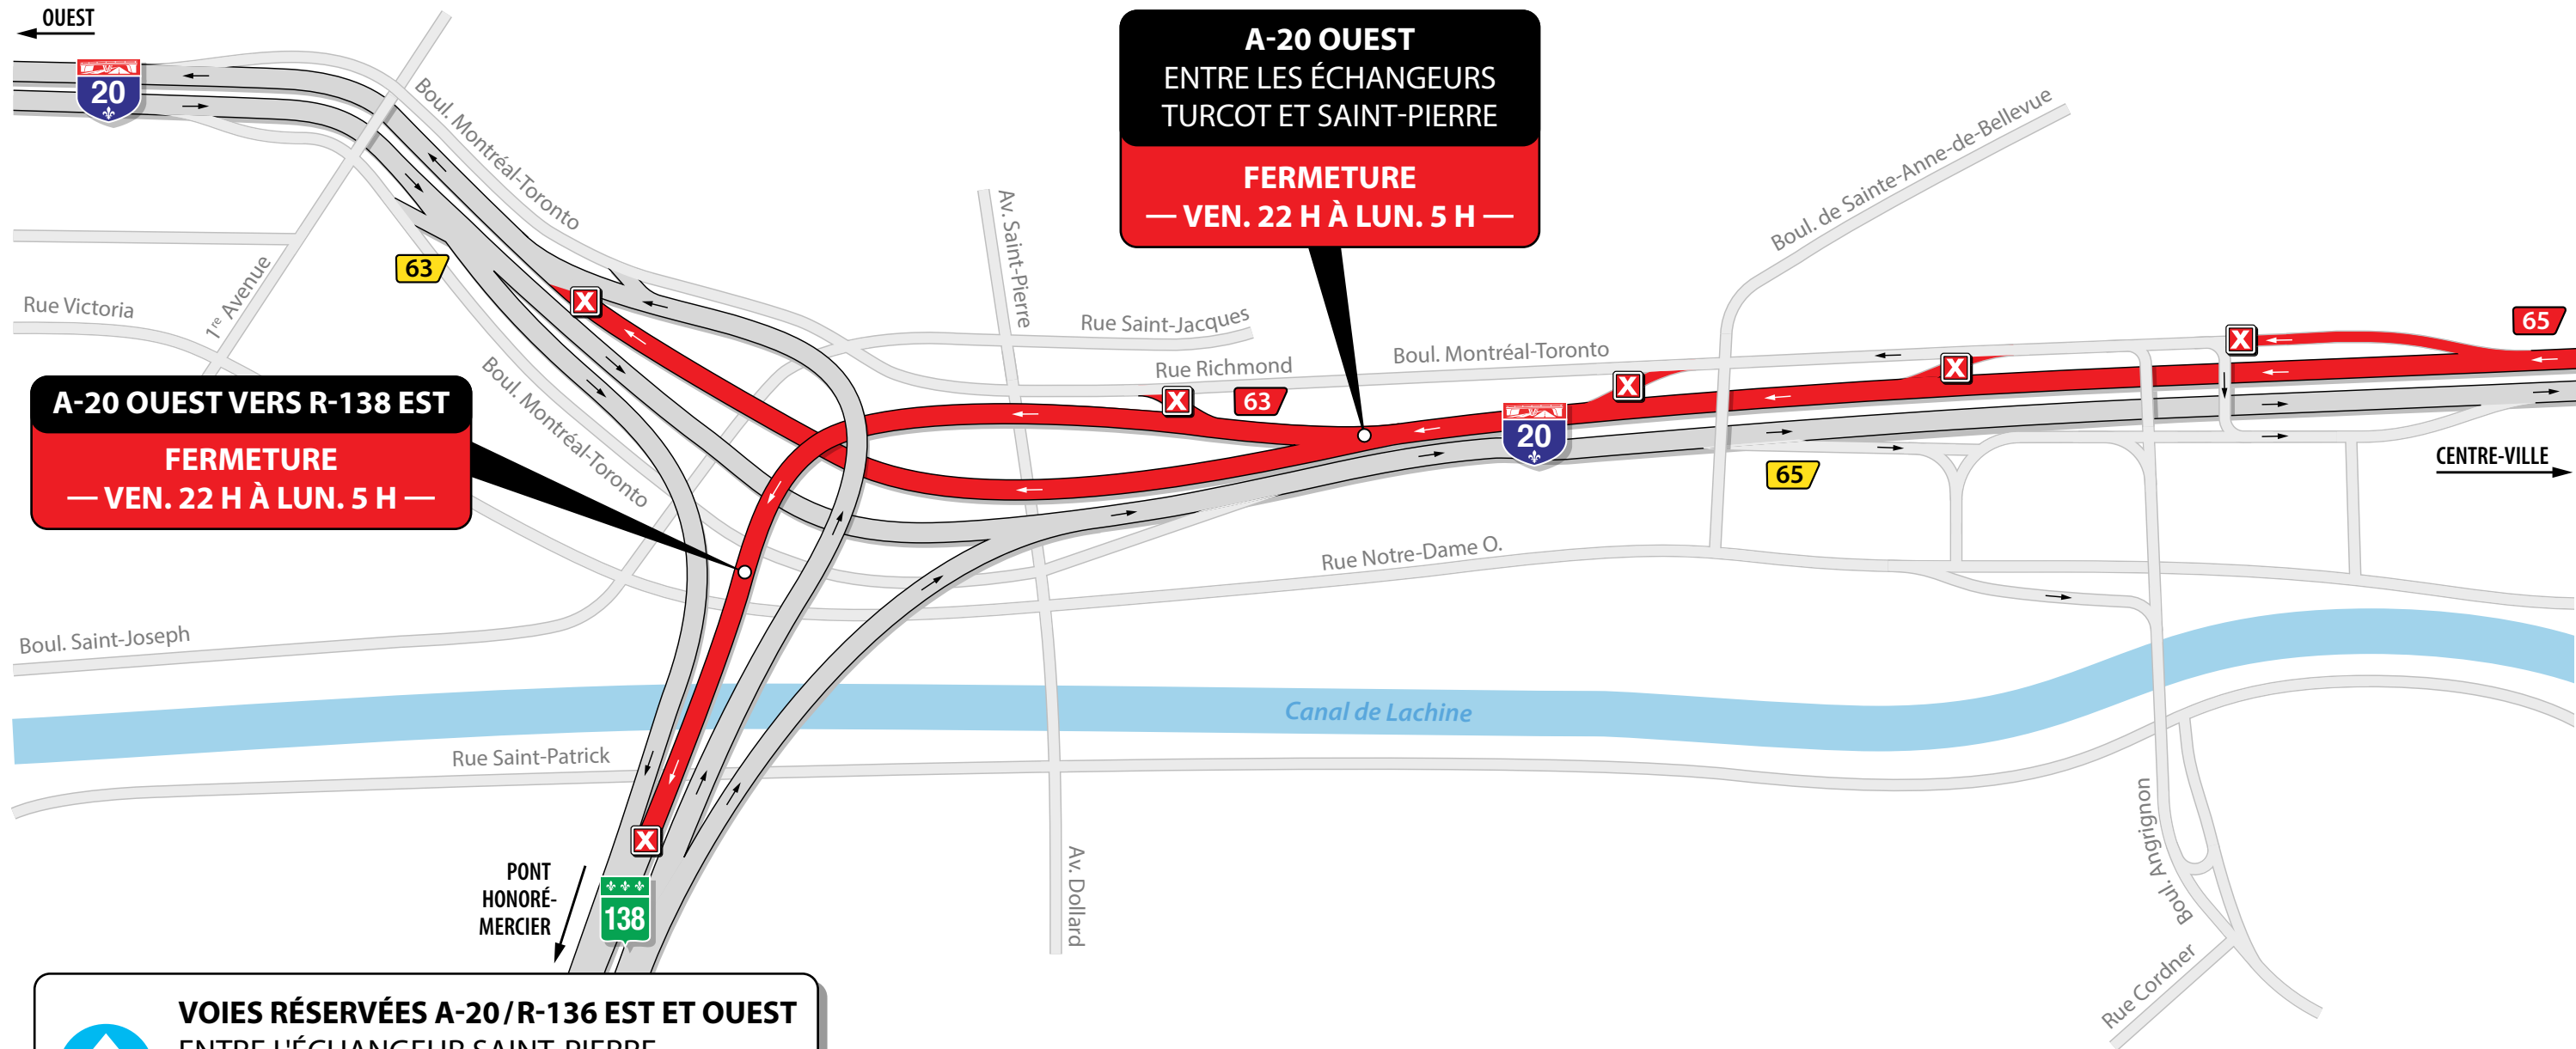 OUEST
20
Boul. Montréal-Toronto
A-20 OUEST
ENTRE LES ÉCHANGEURS
TURCOT ET SAINT-PIERRE
FERMETURE
— VEN. 22 H À LUN. 5 H —
Boul. de Sainte-Anne-de-Bellevue
Av. Saint-Pierre
63
1re Avenue
Rue Victoria
Rue Saint-Jacques
Boul. Montréal-Toronto
Rue Richmond
65
X
X
X
X
X
63
Boul. Montréal-Toronto
A-20 OUEST VERS R-138 EST
FERMETURE
— VEN. 22 H À LUN. 5 H —
20
65
CENTRE-VILLE
Rue Notre-Dame O.
Boul. Saint-Joseph
Canal de Lachine
Rue Saint-Patrick
X
Boul. Angrignon
Av. Dollard
PONT
HONORÉ-
MERCIER
138
Rue Cordner
VOIES RÉSERVÉES A-20/R-136 EST ET OUEST
ENTRE L'ÉCHANGEUR SAINT-PIERRE